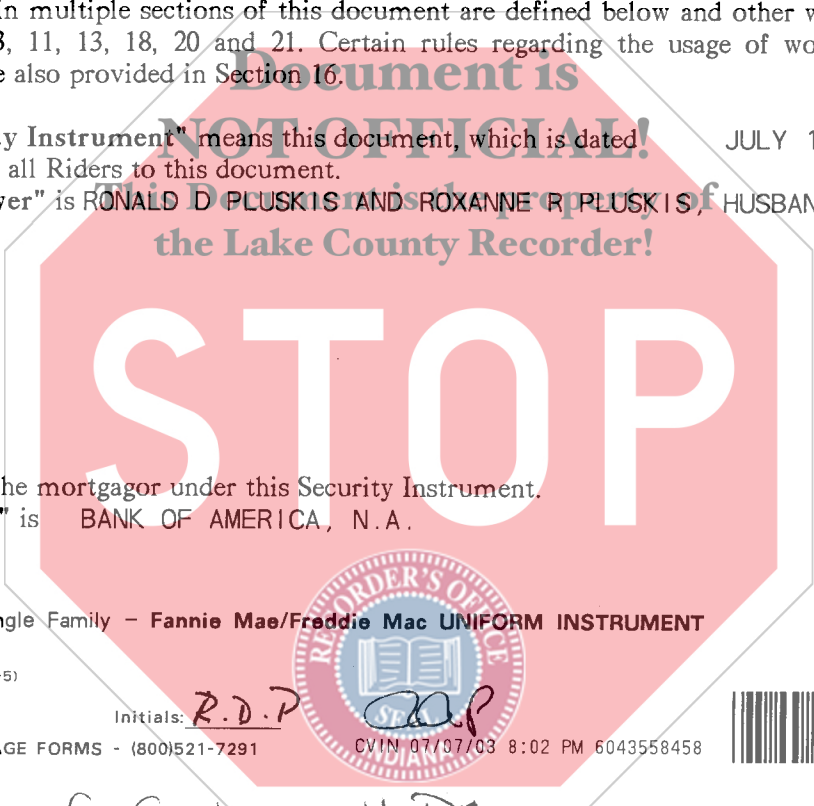 in multiple sections of this document are defined below and other w
3, 11, 13, 18, 20 and 21. Certain rules regarding the usage of wo
e also provided in Section 16.
Document is
NOT OFFICIAL!
y Instrument" means this document, which is dated JULY 1
all Riders to this document.
This Document is the property of
er" is RONALD D PLUSKIS AND ROXANNE R PLUSKIS, HUSBAN
the Lake County Recorder!
STOP
he mortgagor under this Security Instrument.
" is BANK OF AMERICA, N.A.
RECORDER'S OFFICE
ngle Family – Fannie Mae/Freddie Mac UNIFORM INSTRUMENT
-5)
Initials: R.D.P
SEAL
AGE FORMS - (800)521-7291
CVIN 07/07/03 8:02 PM 6043558458
INDIANA